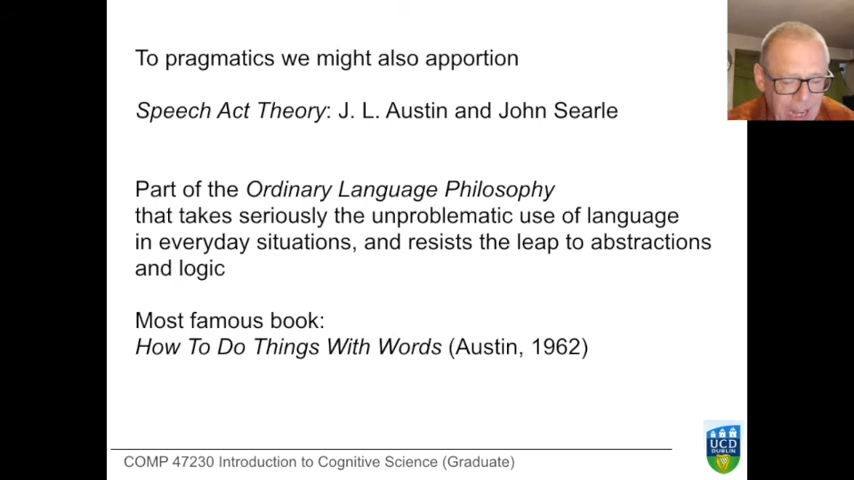 To pragmatics we might also apportion
Speech Act Theory: J. L. Austin and John Searle
Part of the Ordinary Language Philosophy
that takes seriously the unproblematic use of language
in everyday situations, and resists the leap to abstractions
and logic
Most famous book:
How To Do Things With Words (Austin, 1962)
COMP 47230 Introduction to Cognitive Science (Graduate)
UCD
DUBLIN